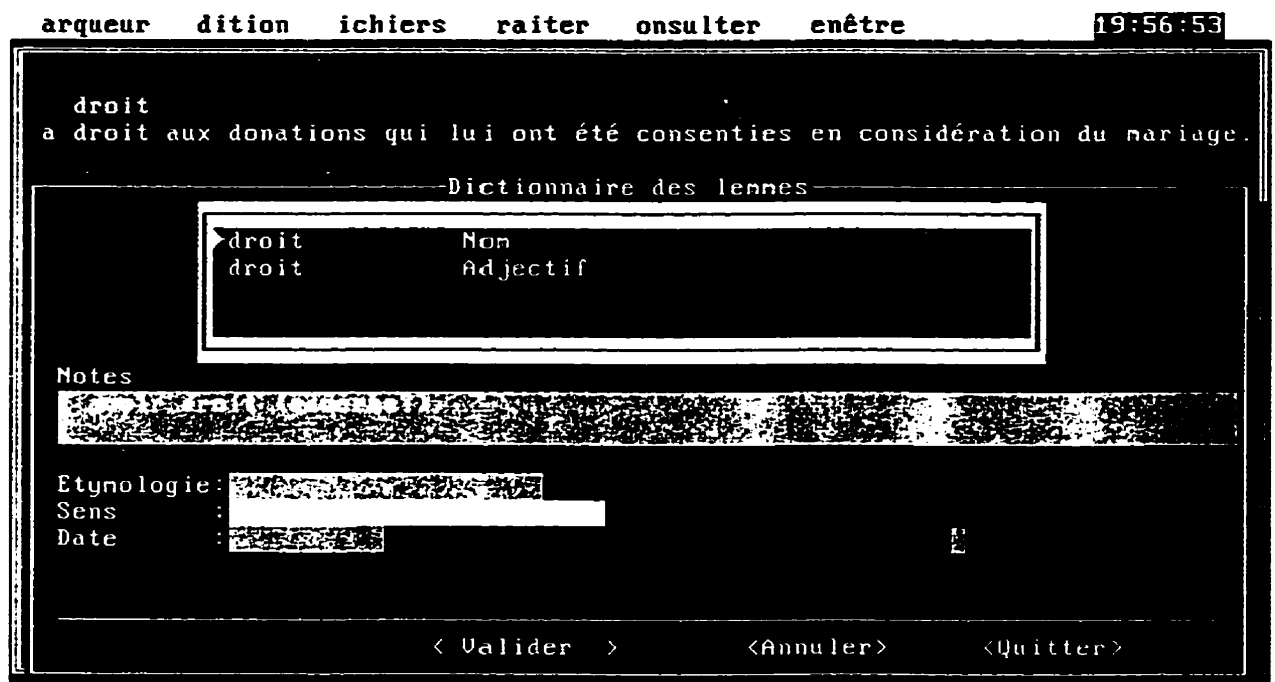 arqueur dition ichiers raiter onsulter enêtre 19:56:53
droit
a droit aux donations qui lui ont été consenties en considération du mariage.
Dictionnaire des lemmes
droit Nom
droit Adjectif
Notes
Etymologie:
Sens :
Date :
< Valider > <Annuler> <Quitter>